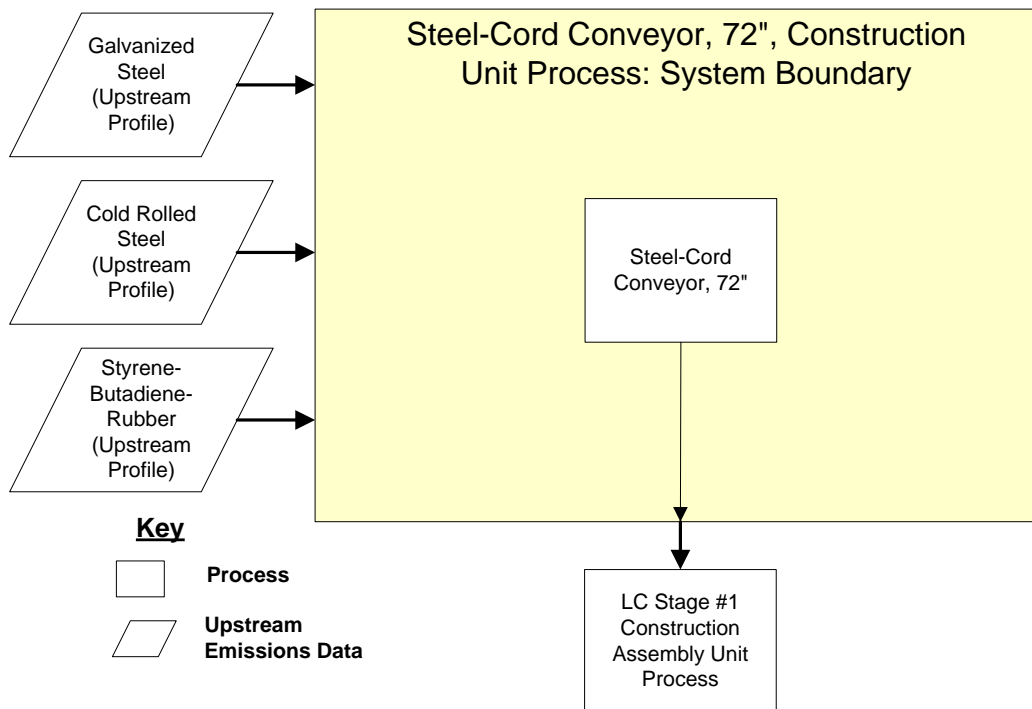 Galvanized
Steel
(Upstream
Profile)
Steel-Cord Conveyor, 72", Construction
Unit Process: System Boundary
Cold Rolled
Steel
(Upstream
Profile)
Steel-Cord
Conveyor, 72"
Styrene-
Butadiene-
Rubber
(Upstream
Profile)
Key
Process
Upstream
Emissions Data
LC Stage #1
Construction
Assembly Unit
Process